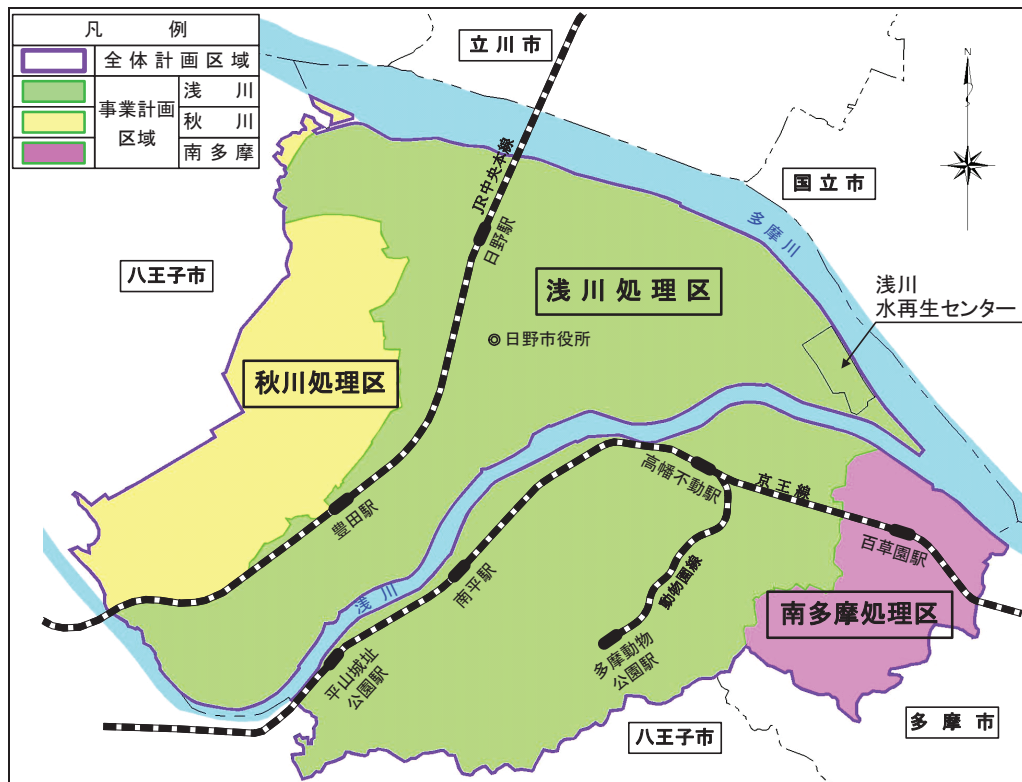 凡例
全体計画区域
事業計画
区域
浅川
秋川
南多摩
立川市
N
国立市
八王子市
JR中央本線
日野駅
多摩川
浅川処理区
浅川
水再生センター
◎日野市役所
秋川処理区
高幡不動駅
京王線
豊田駅
百草園駅
南平駅
浅川
動物園線
南多摩処理区
多摩動物
公園駅
平山城址
公園駅
八王子市
多摩市